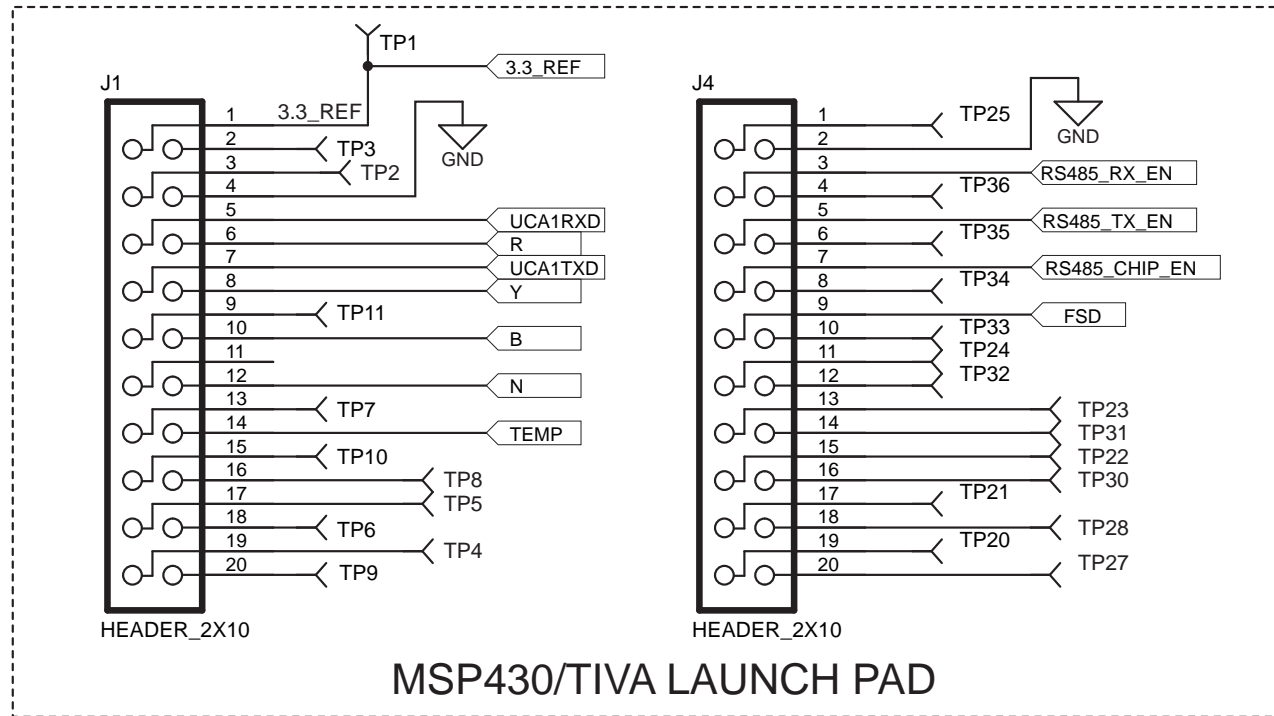 TP1
3.3_REF
J1
1 3.3_REF
2 TP3
3 TP2
4 GND
5 UCA1RXD
6 R
7 UCA1TXD
8 Y
9 TP11
10 B
11
12 N
13 TP7
14 TEMP
15 TP10
16 TP8
17 TP5
18 TP6
19 TP4
20 TP9
HEADER_2X10
J4
1 TP25
2 GND
3 RS485_RX_EN
4 TP36
5 RS485_TX_EN
6 TP35
7 RS485_CHIP_EN
8 TP34
9 FSD
10 TP33
11 TP24
12 TP32
13 TP23
14 TP31
15 TP22
16 TP30
17 TP21
18 TP28
19 TP20
20 TP27
HEADER_2X10
MSP430/TIVA LAUNCH PAD